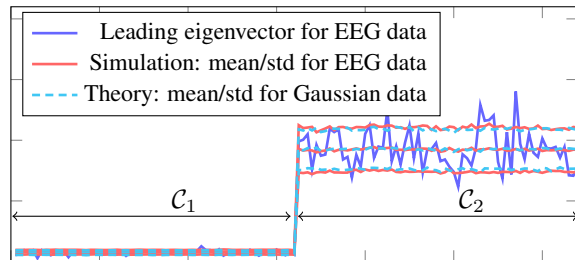 Leading eigenvector for EEG data
Simulation: mean/std for EEG data
Theory: mean/std for Gaussian data
C₁ C₂